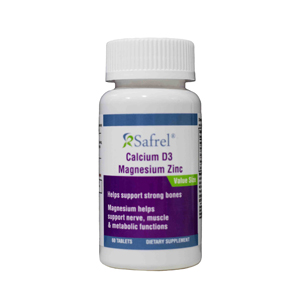 Safrel®
Calcium D3
Magnesium Zinc
Value Size
Helps support strong bones
Magnesium helps
support nerve, muscle
& metabolic functions
TABLETS DIETARY SUPPLEMENT